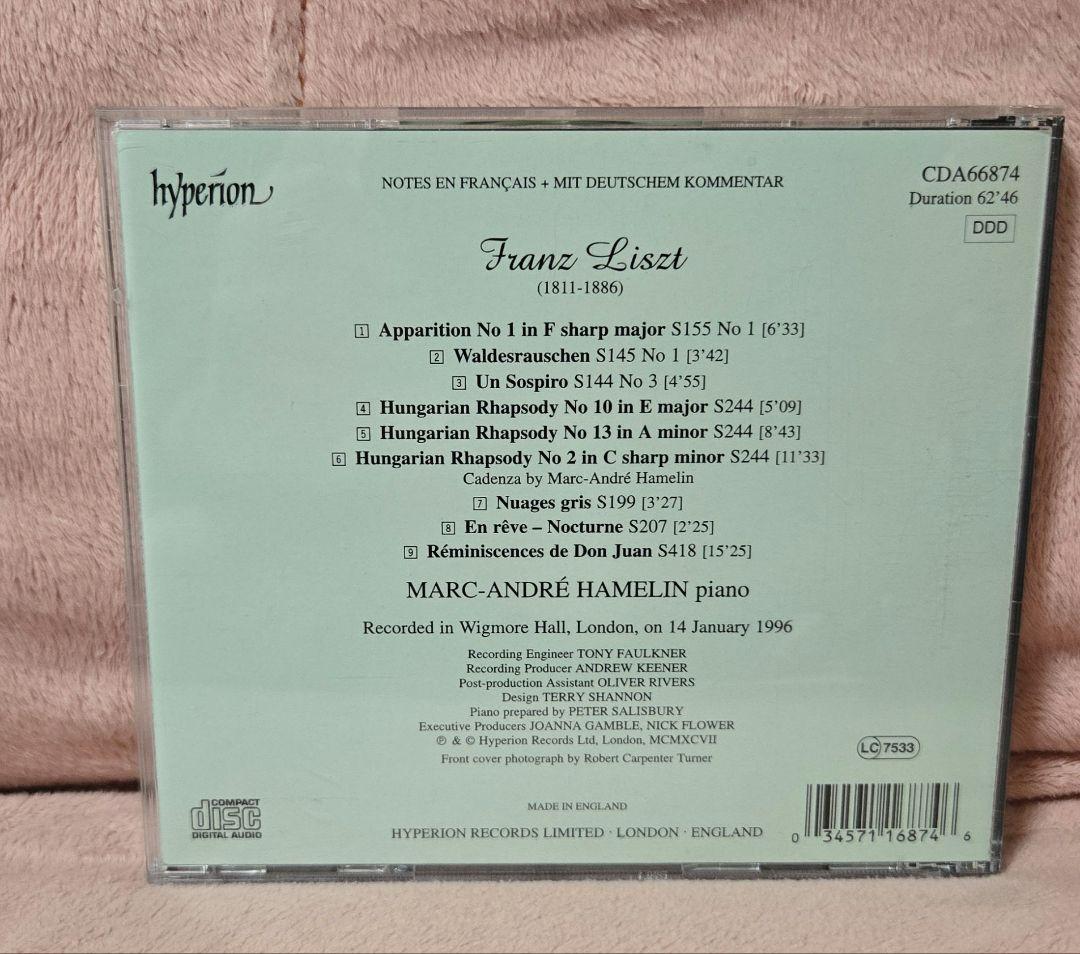 hyperion
NOTES EN FRANÇAIS + MIT DEUTSCHEM KOMMENTAR
CDA66874
Duration 62'46
DDD
Franz Liszt
(1811-1886)
1 Apparition No 1 in F sharp major S155 No 1 [6'33]
2 Waldesrauschen S145 No 1 [3'42]
3 Un Sospiro S144 No 3 [4'55]
4 Hungarian Rhapsody No 10 in E major S244 [5'09]
5 Hungarian Rhapsody No 13 in A minor S244 [8'43]
6 Hungarian Rhapsody No 2 in C sharp minor S244 [11'33]
Cadenza by Marc-André Hamelin
7 Nuages gris S199 [3'27]
8 En rêve – Nocturne S207 [2'25]
9 Réminiscences de Don Juan S418 [15'25]
MARC-ANDRÉ HAMELIN piano
Recorded in Wigmore Hall, London, on 14 January 1996
Recording Engineer TONY FAULKNER
Recording Producer ANDREW KEENER
Post-production Assistant OLIVER RIVERS
Design TERRY SHANNON
Piano prepared by PETER SALISBURY
Executive Producers JOANNA GAMBLE, NICK FLOWER
℗ & © Hyperion Records Ltd, London, MCMXCVII
Front cover photograph by Robert Carpenter Turner
LC 7533
COMPACT
disc
DIGITAL AUDIO
MADE IN ENGLAND
HYPERION RECORDS LIMITED · LONDON · ENGLAND
0 34571 16874 6